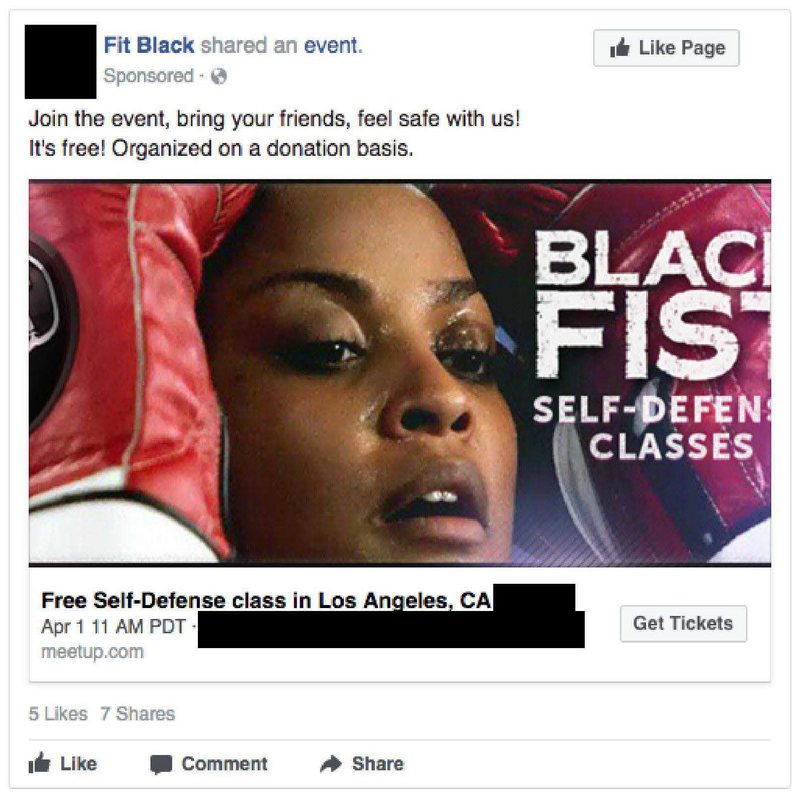 Fit Black shared an event.
Like Page
Sponsored ·
Join the event, bring your friends, feel safe with us!
It's free! Organized on a donation basis.
BLAC
FIST
SELF-DEFENS
CLASSES
Free Self-Defense class in Los Angeles, CA
Apr 1 11 AM PDT ·
Get Tickets
meetup.com
5 Likes 7 Shares
Like Comment Share